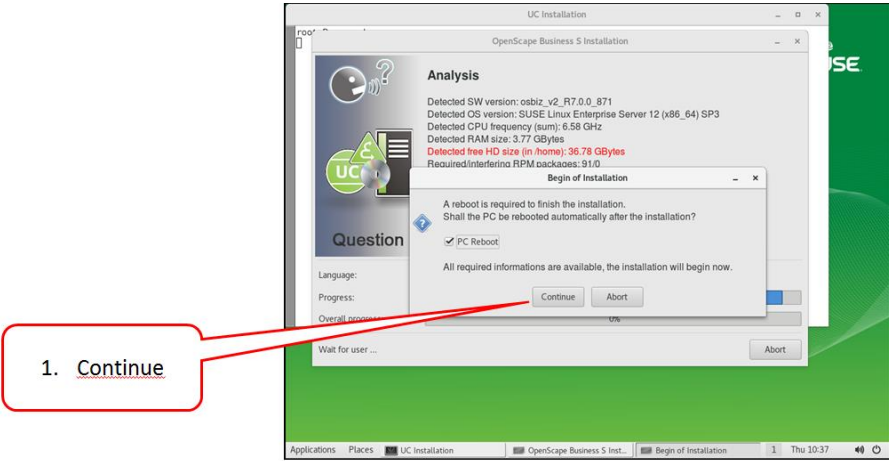 UC Installation
OpenScape Business S Installation
Analysis
Detected SW version: osbiz_v2_R7.0.0_871
Detected OS version: SUSE Linux Enterprise Server 12 (x86_64) SP3
Detected CPU frequency (sum): 6.58 GHz
Detected RAM size: 3.77 GBytes
Detected free HD size (in /home): 36.78 GBytes
Required/interfering RPM packages: 91/0
UC
Question
Begin of Installation
A reboot is required to finish the installation.
Shall the PC be rebooted automatically after the installation?
PC Reboot
All required informations are available, the installation will begin now.
Continue Abort
Language:
Progress:
Overall progress:
0%
Wait for user ...
Abort
1. Continue
Applications Places UC Installation OpenScape Business S Inst... Begin of Installation 1 Thu 10:37